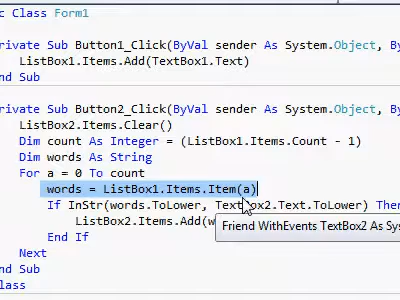 c Class Form1
rivate Sub Button1_Click(ByVal sender As System.Object, By
ListBox1.Items.Add(TextBox1.Text)
nd Sub
rivate Sub Button2_Click(ByVal sender As System.Object, By
ListBox2.Items.Clear()
Dim count As Integer = (ListBox1.Items.Count - 1)
Dim words As String
For a = 0 To count
words = ListBox1.Items.Item(a)
If InStr(words.ToLower, TextBox2.Text.ToLower) Then
ListBox2.Items.Add(w
Friend WithEvents TextBox2 As Sys
End If
Next
nd Sub
lass